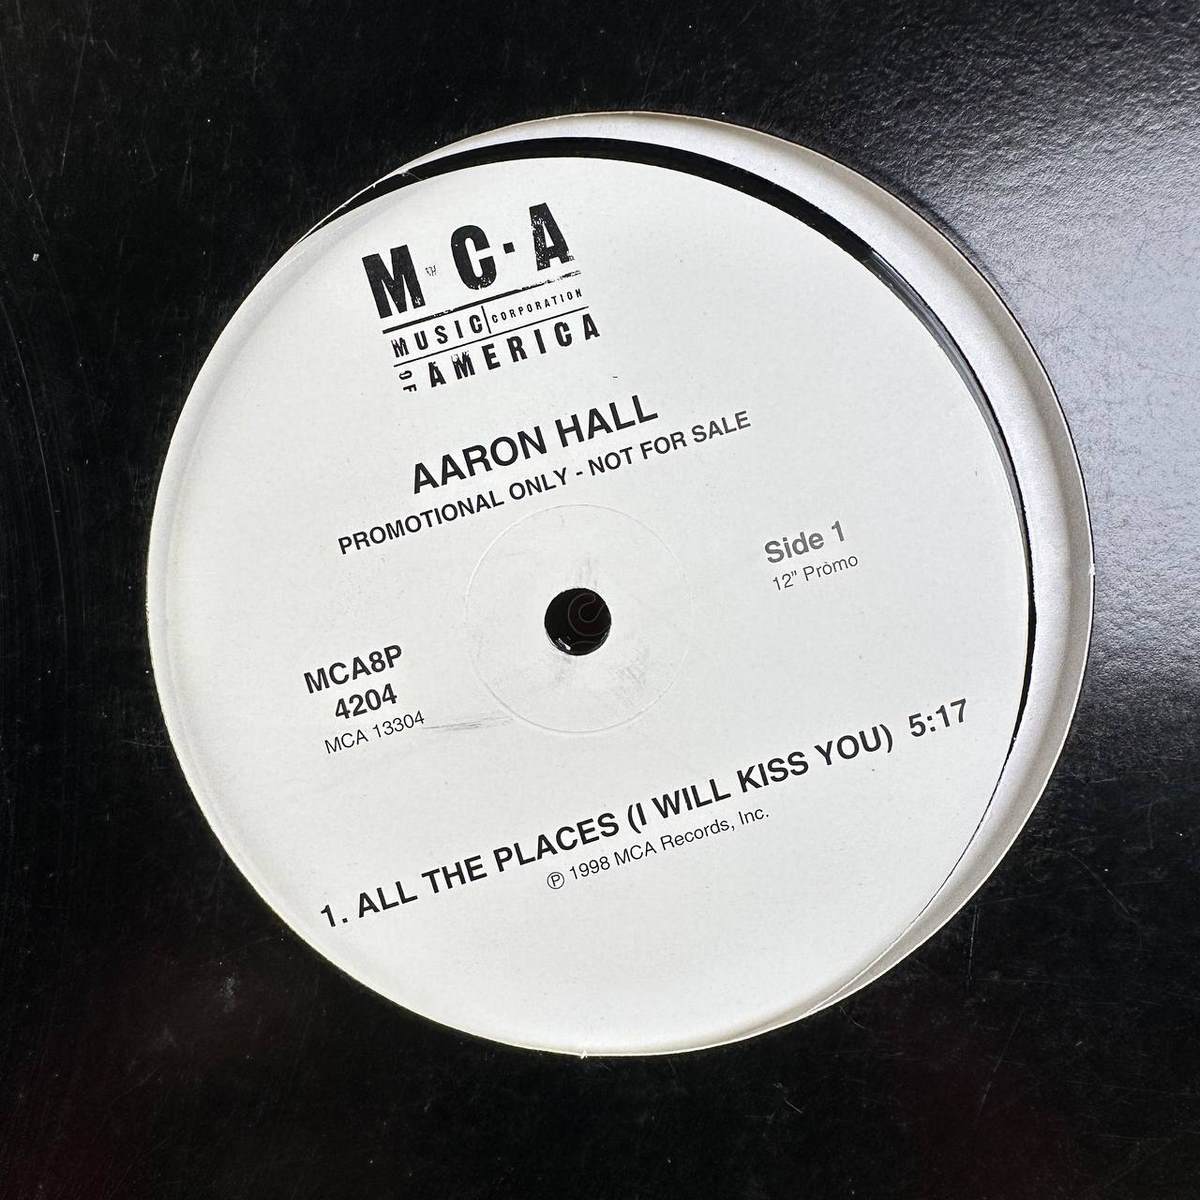 M·C·A
MUSIC CORPORATION
OF AMERICA
AARON HALL
PROMOTIONAL ONLY - NOT FOR SALE
Side 1
12" Promo
MCA8P
4204
MCA 13304
1. ALL THE PLACES (I WILL KISS YOU) 5:17
℗ 1998 MCA Records, Inc.